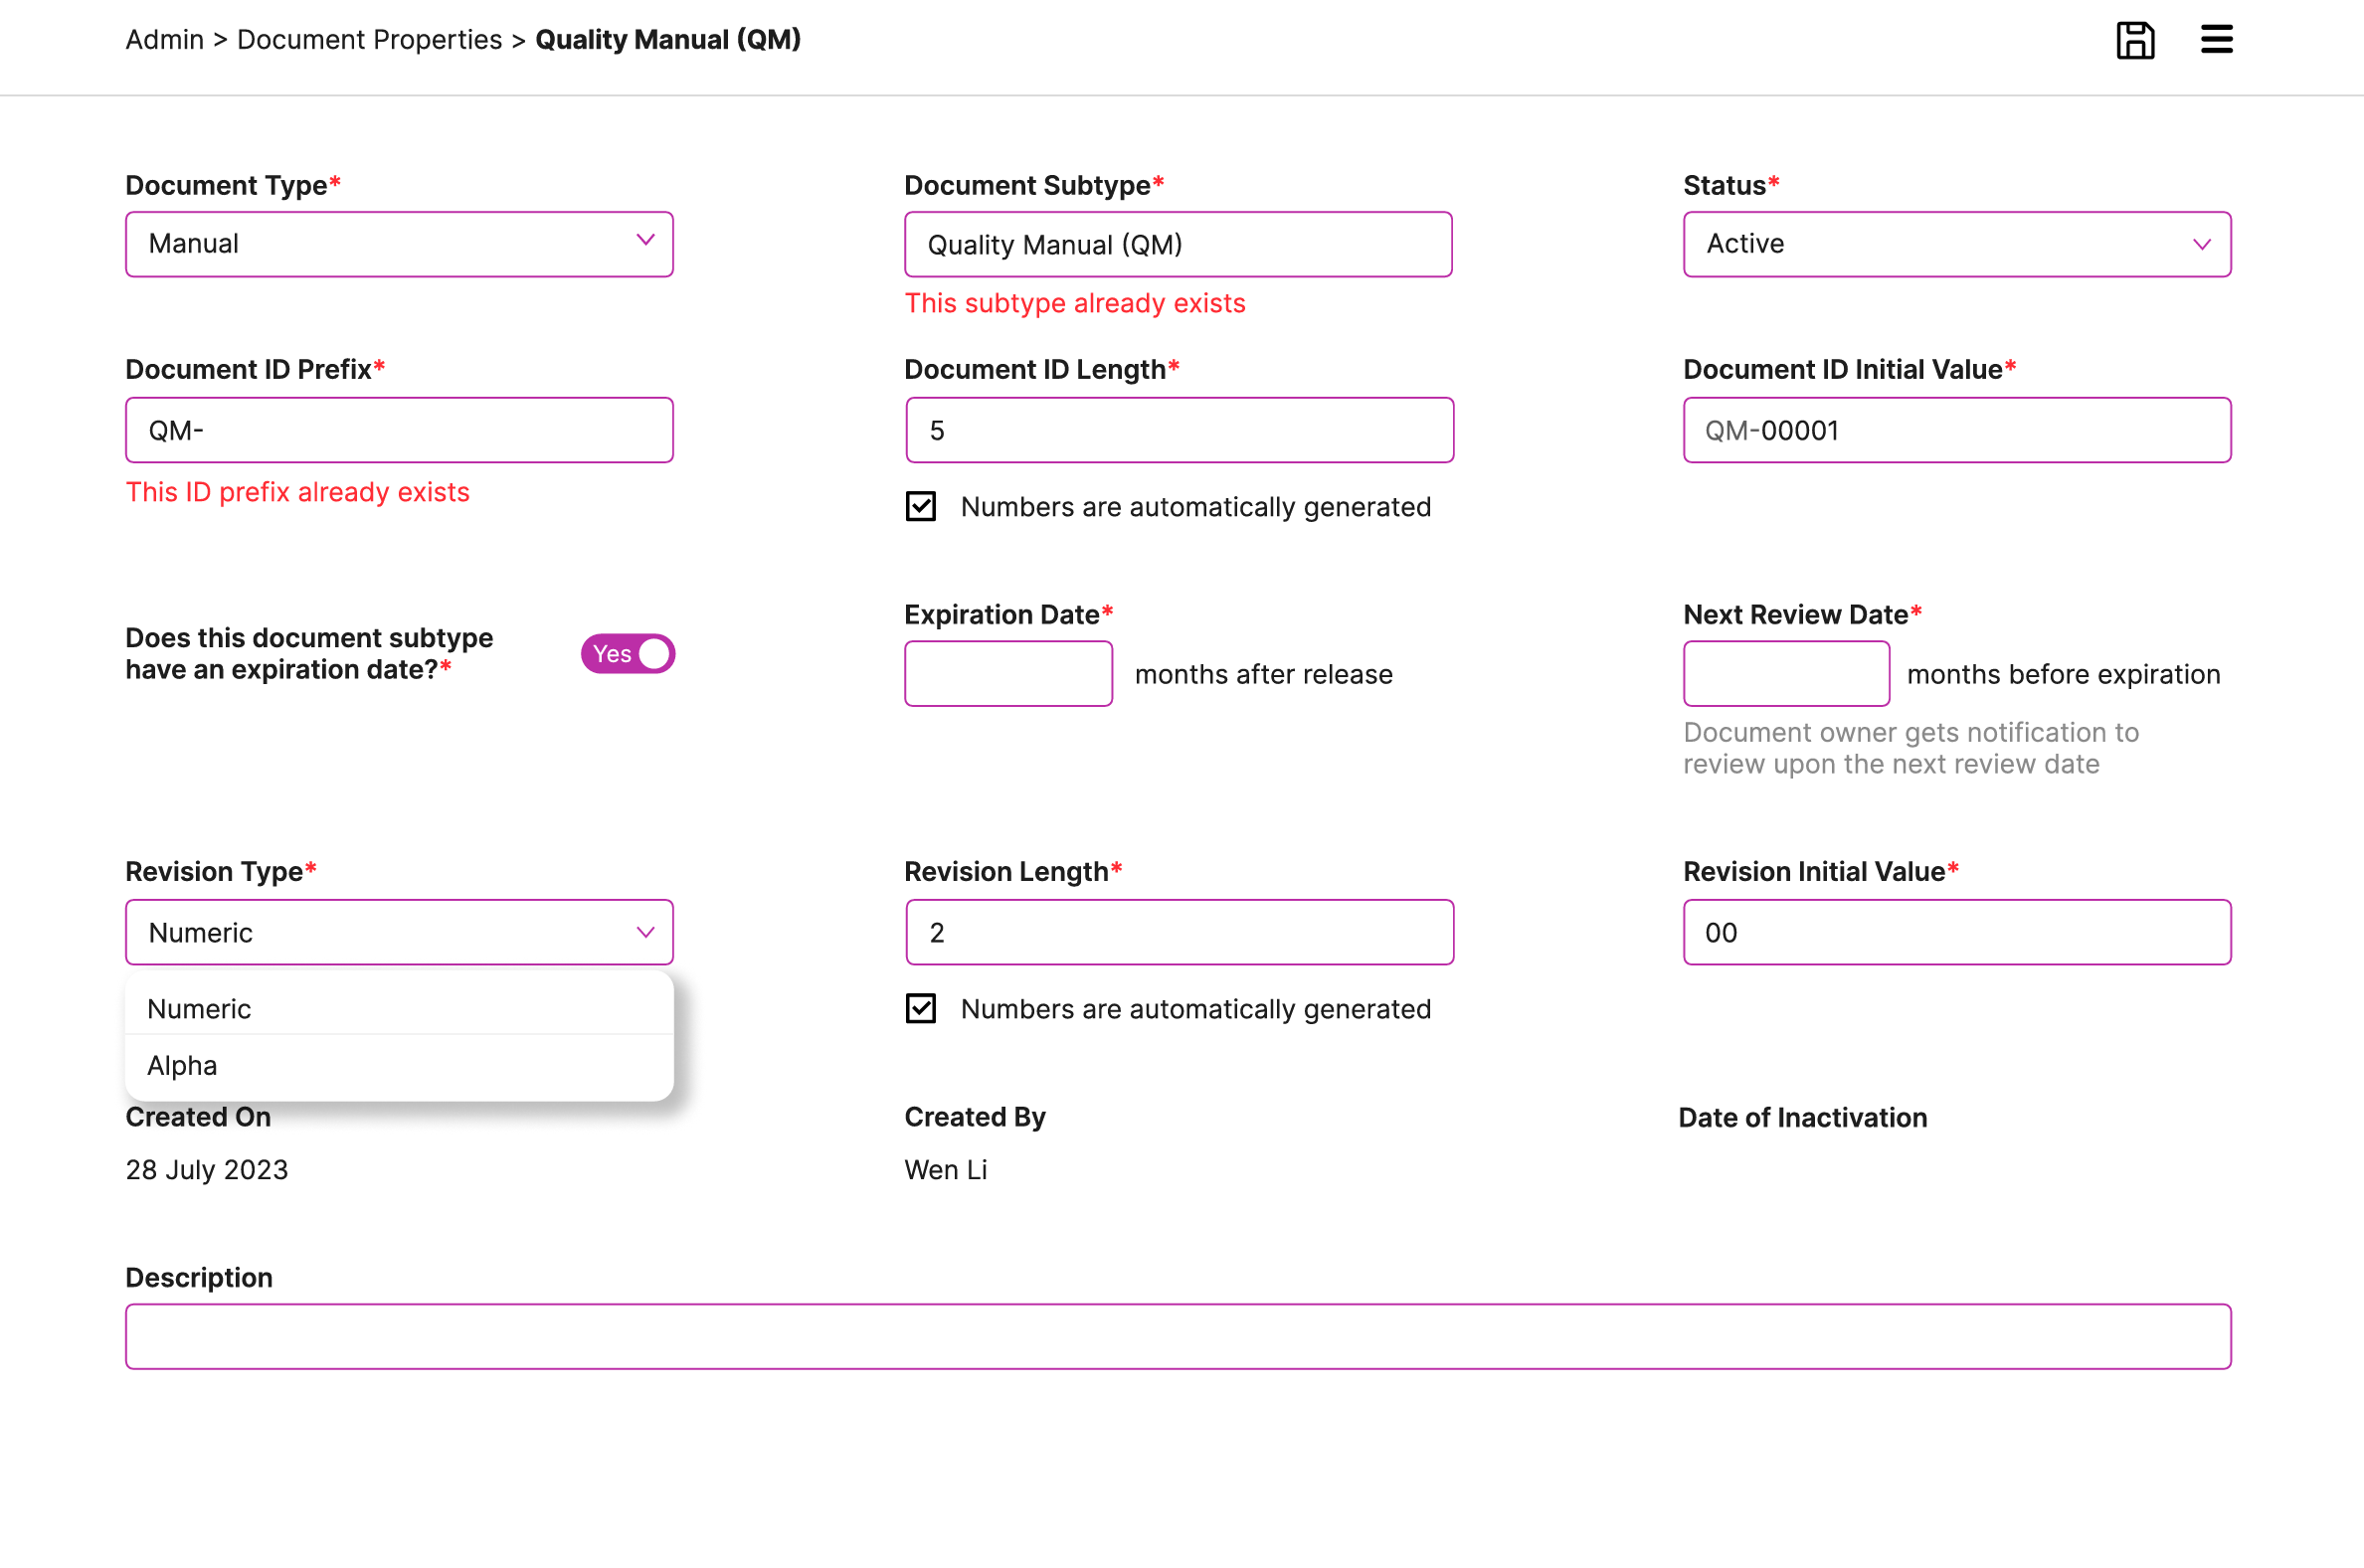 Admin > Document Properties > Quality Manual (QM)
Document Type*
Manual
Document Subtype*
Quality Manual (QM)
This subtype already exists
Status*
Active
Document ID Prefix*
QM-
This ID prefix already exists
Document ID Length*
5
Numbers are automatically generated
Document ID Initial Value*
QM-00001
Does this document subtype
have an expiration date?*
Yes
Expiration Date*
months after release
Next Review Date*
months before expiration
Document owner gets notification to
review upon the next review date
Revision Type*
Numeric
Numeric
Alpha
Revision Length*
2
Numbers are automatically generated
Revision Initial Value*
00
Created On
28 July 2023
Created By
Wen Li
Date of Inactivation
Description